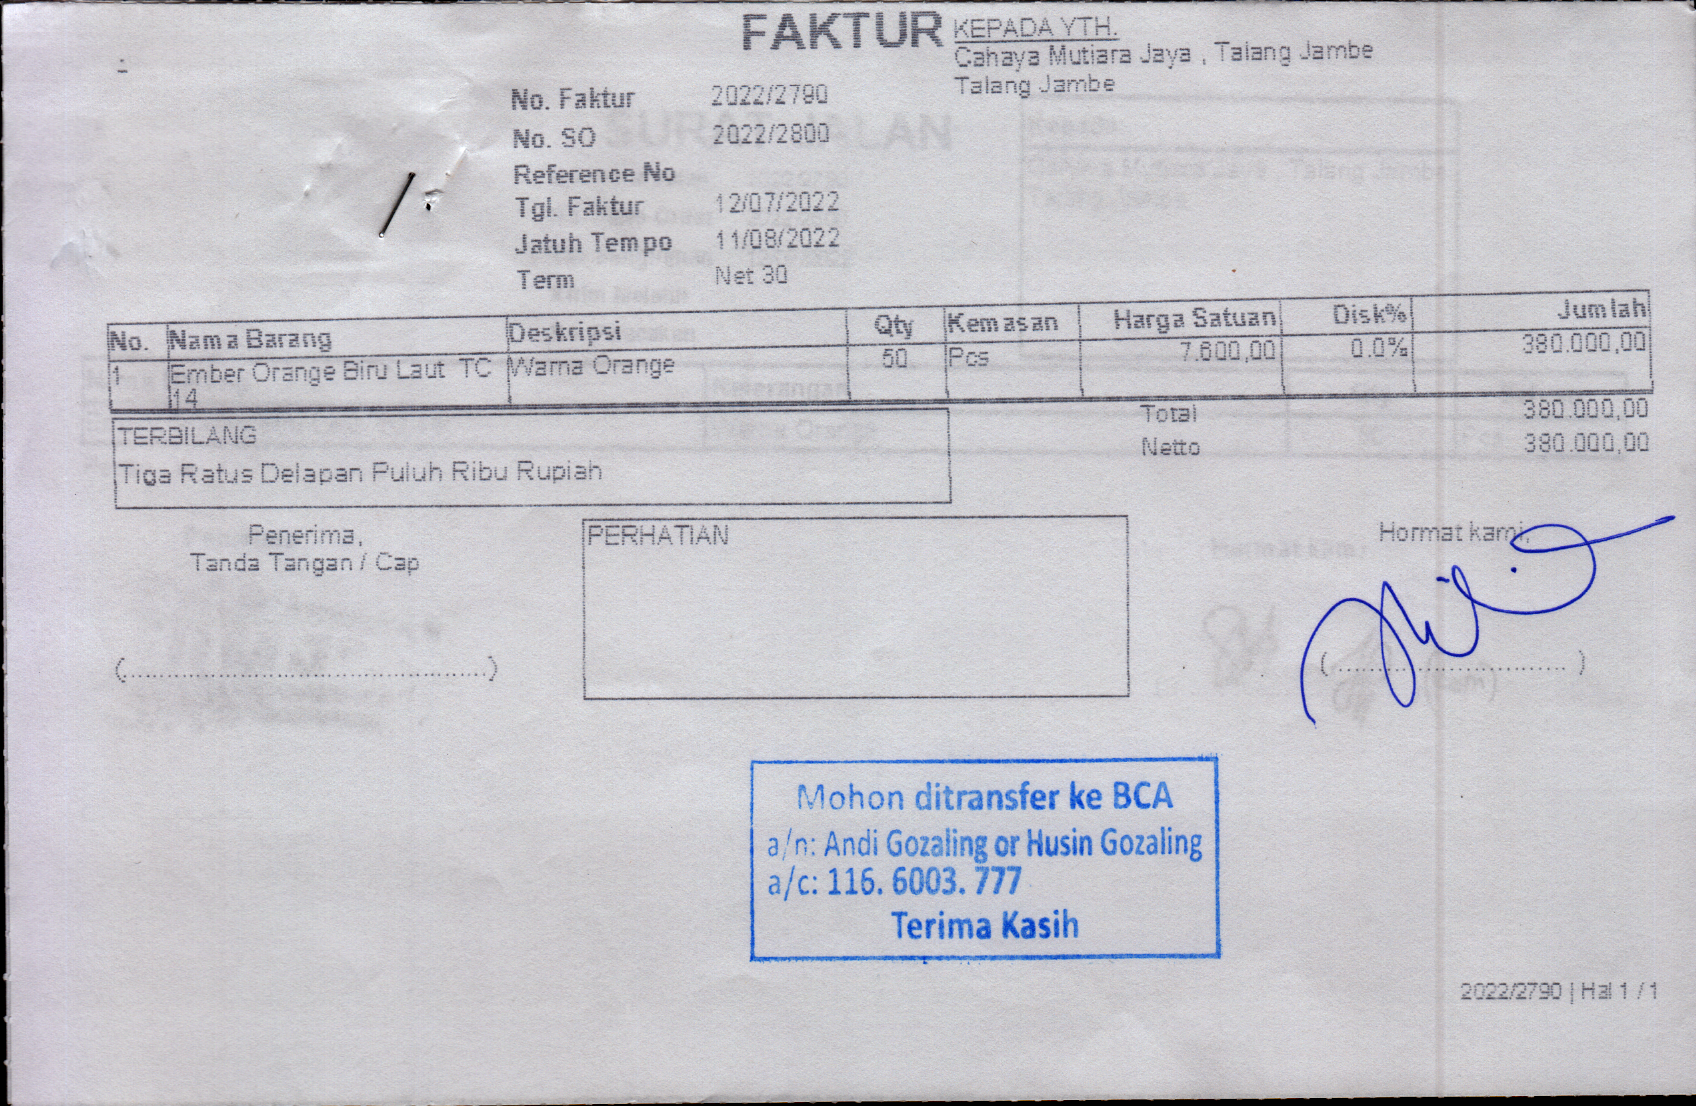 FAKTUR
KEPADA YTH.
Cahaya Mutiara Jaya , Talang Jambe
Talang Jambe
No. Faktur 2022/2790
No. SO 2022/2800
Reference No
Tgl. Faktur 12/07/2022
Jatuh Tempo 11/08/2022
Term Net 30
No. Nama Barang Deskripsi Qty Kemasan Harga Satuan Disk% Jumlah
1 Ember Orange Biru Laut TC Warna Orange 50 Pcs 7.600,00 0.0% 380.000,00
14
Total 380.000,00
Netto 380.000,00
TERBILANG
Tiga Ratus Delapan Puluh Ribu Rupiah
Penerima,
Tanda Tangan / Cap
PERHATIAN
Hormat kami,
(..................................................)
(................................)
Mohon ditransfer ke BCA
a/n: Andi Gozaling or Husin Gozaling
a/c: 116. 6003. 777
Terima Kasih
2022/2790 | Hal 1 / 1